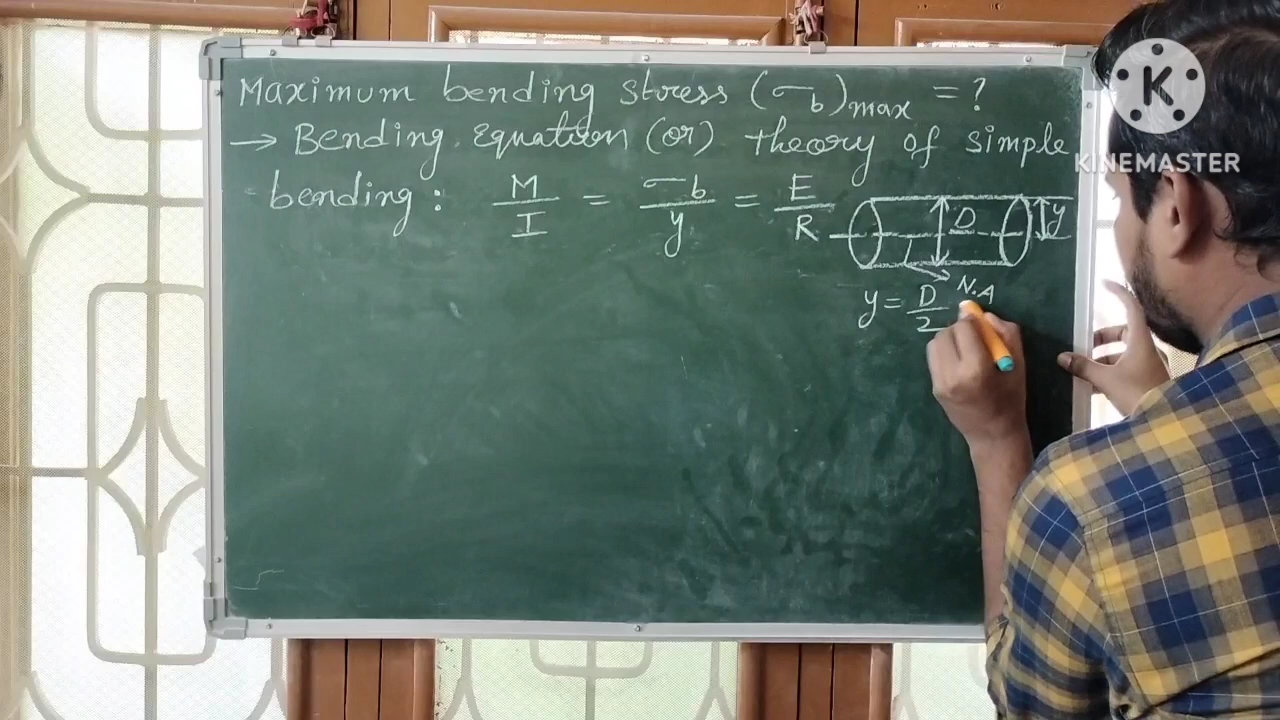 Maximum bending stress (σb)max = ?
→ Bending Equation (or) theory of simple
bending: M/I = σb/y = E/R
D
y
N.A
y = D/2
K
KINEMASTER